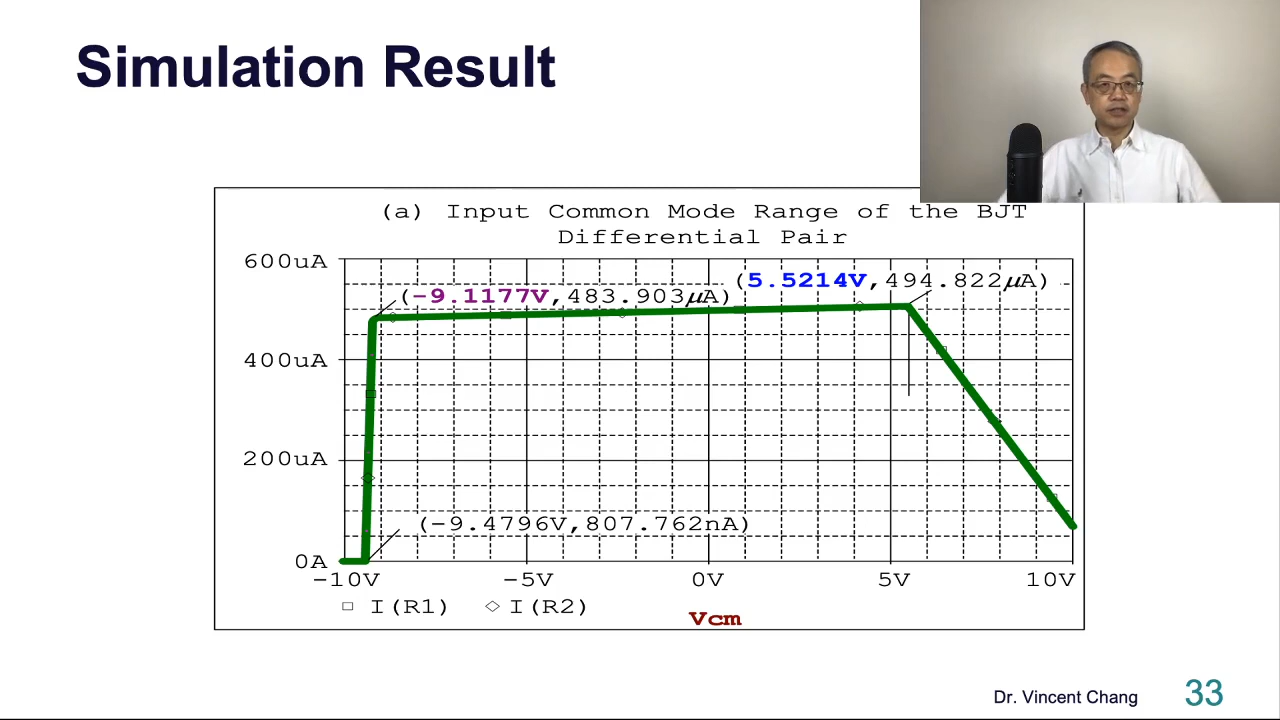 Simulation Result
(a) Input Common Mode Range of the BJT
Differential Pair
600uA
(5.5214V,494.822µA)
(−9.1177V,483.903µA)
400uA
200uA
(−9.4796V,807.762nA)
0A
−10V −5V 0V 5V 10V
I(R1) I(R2)
Vcm
Dr. Vincent Chang 33